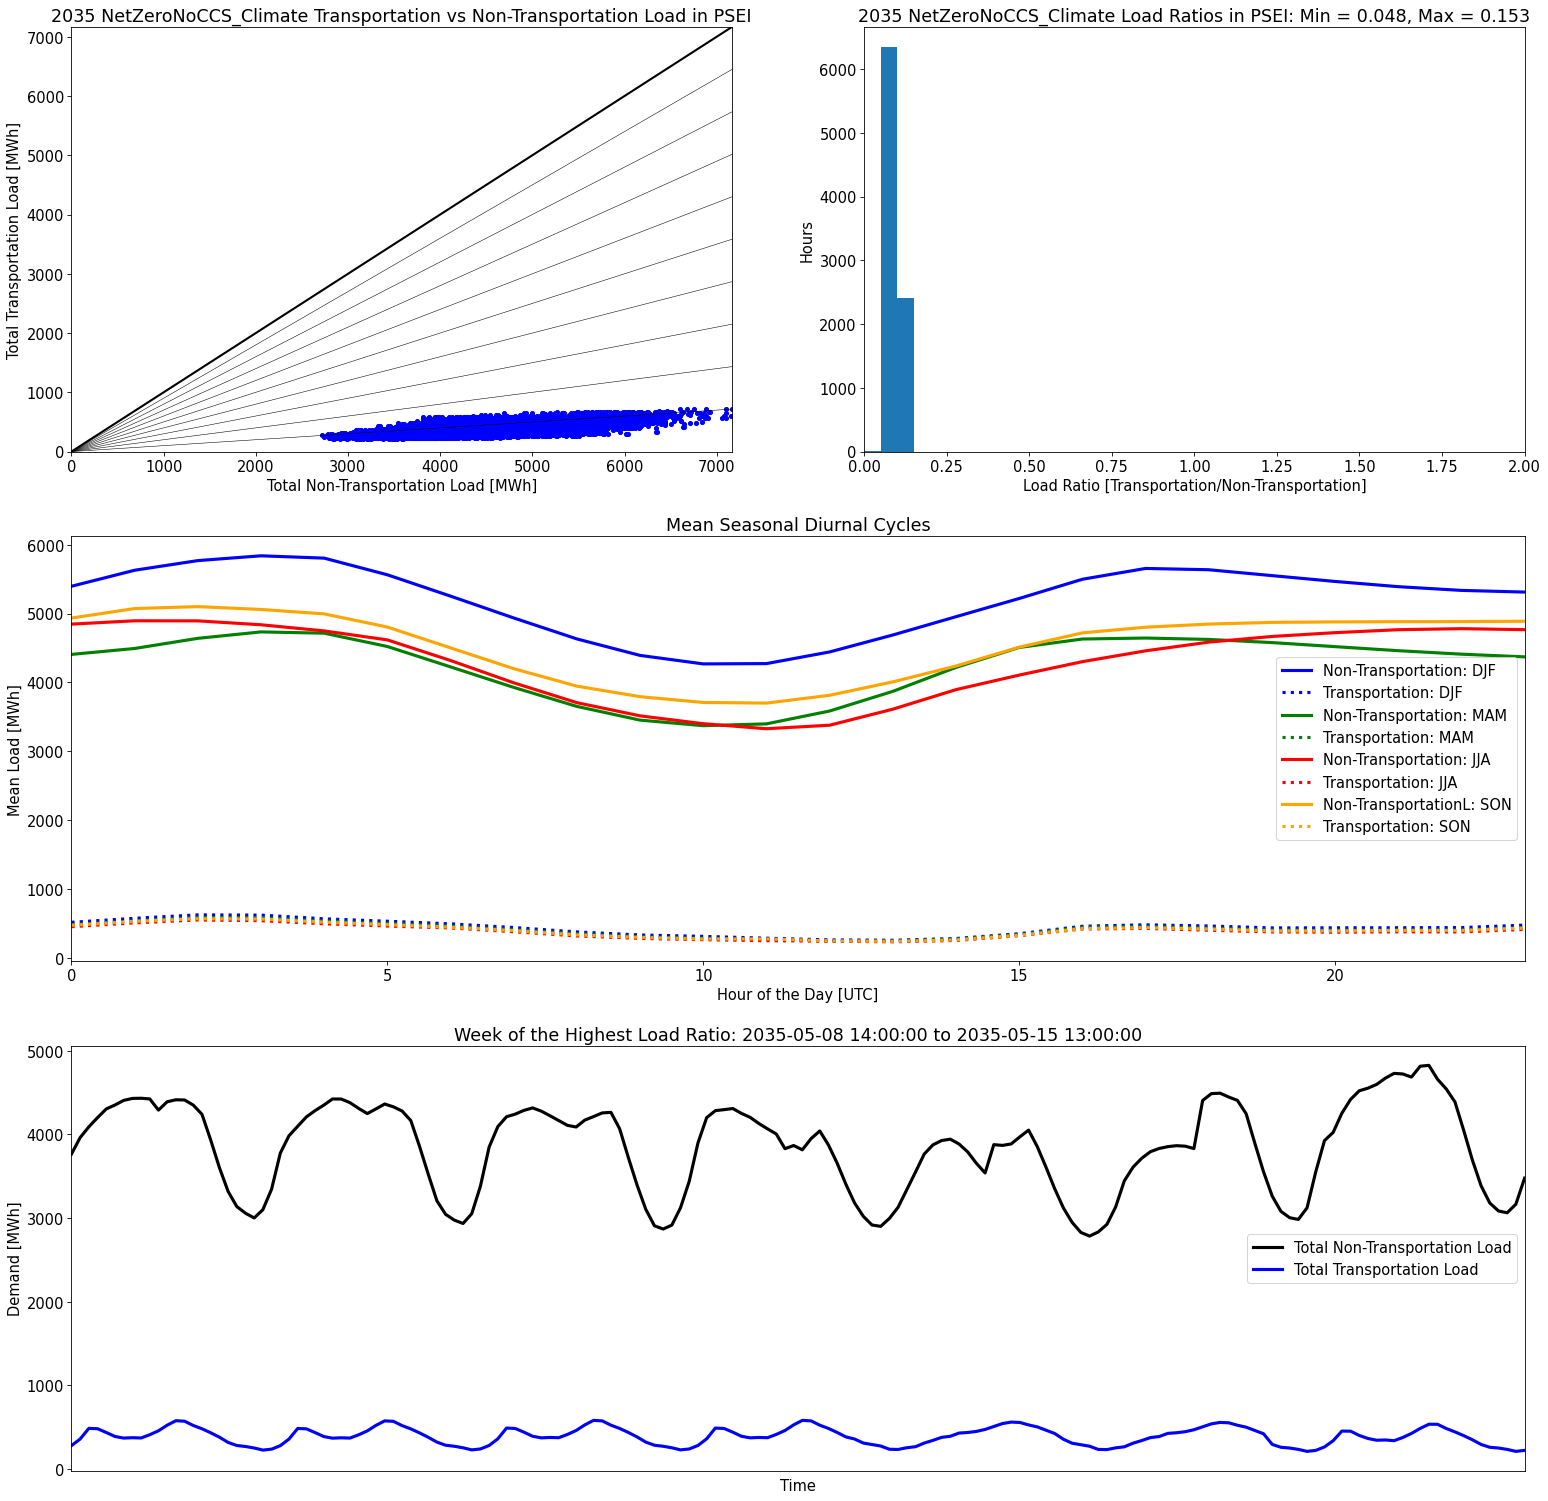 2035 NetZeroNoCCS_Climate Transportation vs Non-Transportation Load in PSEI
Total Transportation Load [MWh]
7000
6000
5000
4000
3000
2000
1000
0
0 1000 2000 3000 4000 5000 6000 7000
Total Non-Transportation Load [MWh]
2035 NetZeroNoCCS_Climate Load Ratios in PSEI: Min = 0.048, Max = 0.153
Hours
6000
5000
4000
3000
2000
1000
0
0.00 0.25 0.50 0.75 1.00 1.25 1.50 1.75 2.00
Load Ratio [Transportation/Non-Transportation]
Mean Seasonal Diurnal Cycles
Mean Load [MWh]
6000
5000
4000
3000
2000
1000
0
Non-Transportation: DJF
Transportation: DJF
Non-Transportation: MAM
Transportation: MAM
Non-Transportation: JJA
Transportation: JJA
Non-TransportationL: SON
Transportation: SON
0 5 10 15 20
Hour of the Day [UTC]
Week of the Highest Load Ratio: 2035-05-08 14:00:00 to 2035-05-15 13:00:00
Demand [MWh]
5000
4000
3000
2000
1000
0
Total Non-Transportation Load
Total Transportation Load
Time